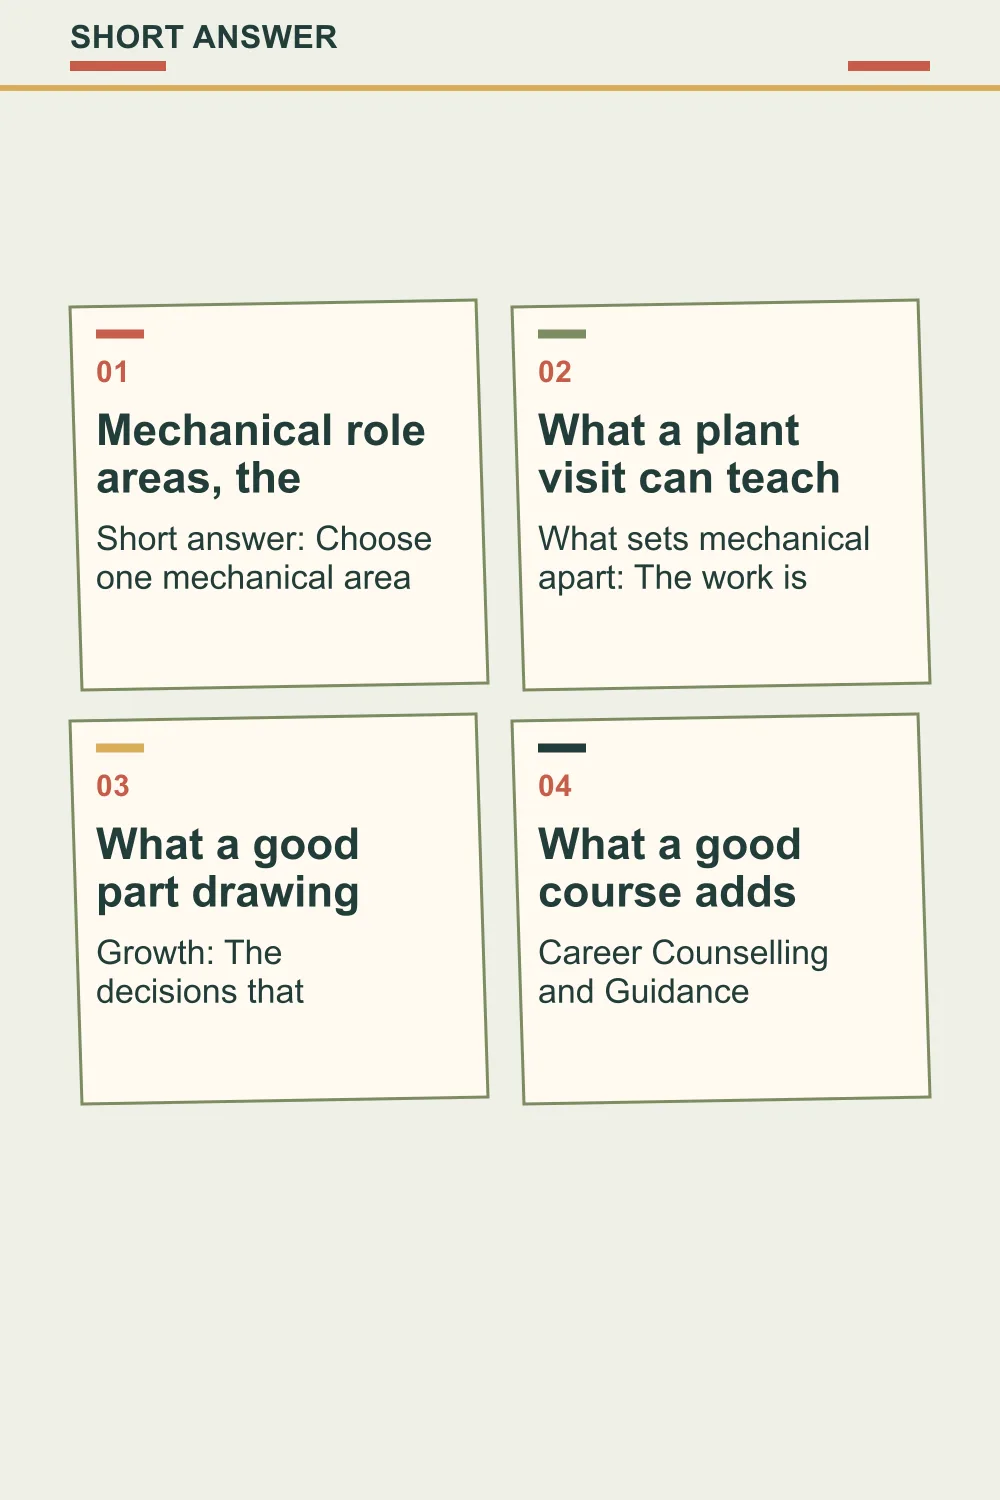 SHORT ANSWER
01
Mechanical role
areas, the
Short answer: Choose
one mechanical area
02
What a plant
visit can teach
What sets mechanical
apart: The work is
03
What a good
part drawing
Growth: The
decisions that
04
What a good
course adds
Career Counselling
and Guidance